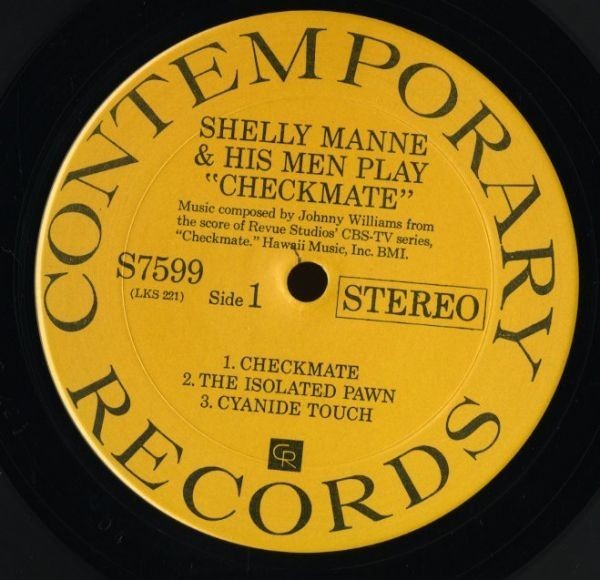 CONTEMPORARY RECORDS
SHELLY MANNE
& HIS MEN PLAY
"CHECKMATE"
Music composed by Johnny Williams from
the score of Revue Studios' CBS-TV series,
"Checkmate." Hawaii Music, Inc. BMI.
S7599
(LKS 221) Side 1
STEREO
1. CHECKMATE
2. THE ISOLATED PAWN
3. CYANIDE TOUCH
CR